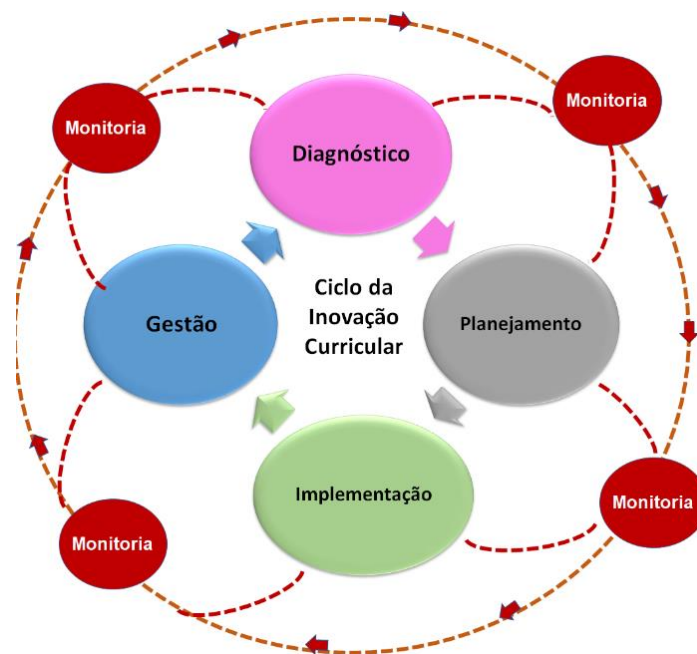 Monitoria
Monitoria
Diagnóstico
Ciclo da
Inovação
Curricular
Gestão
Planejamento
Implementação
Monitoria
Monitoria